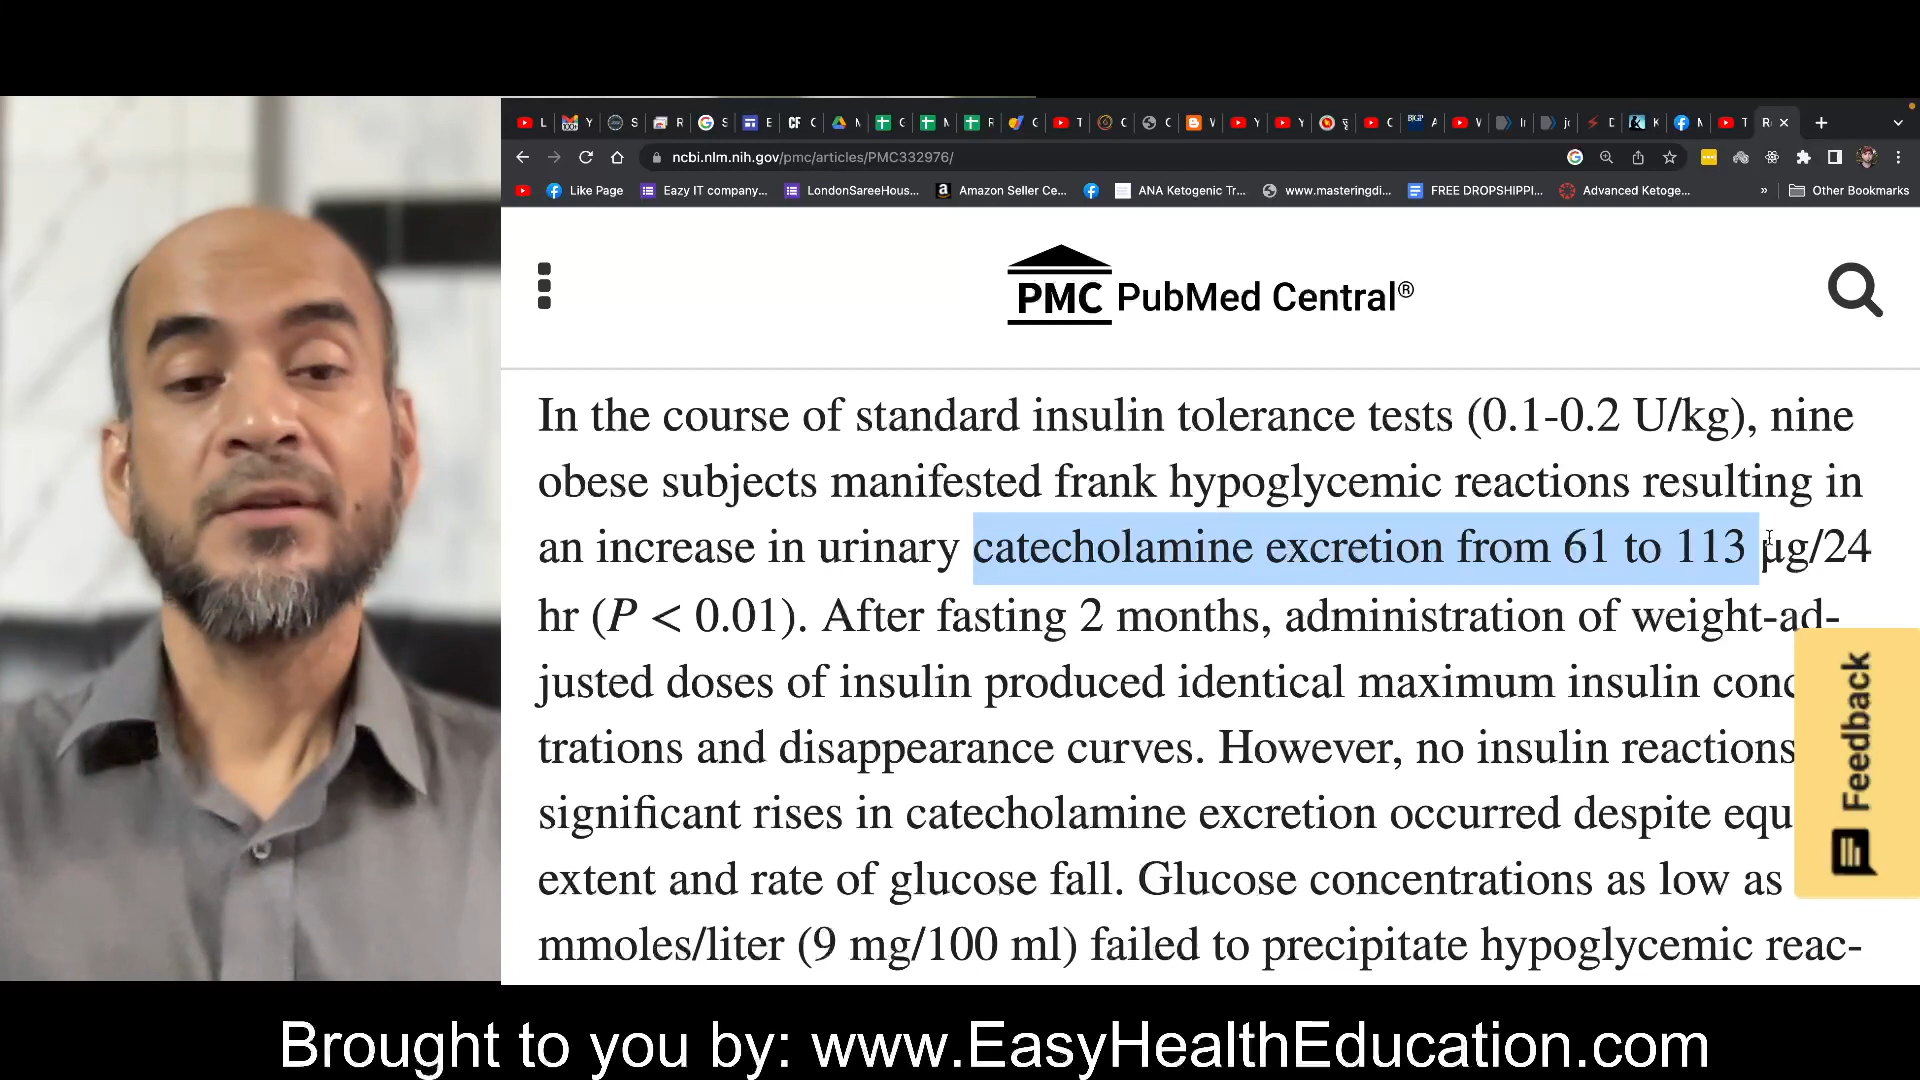 L
Y
S
R
S
E
CF
C
M
C
M
R
C
T
C
C
V
Y
Y
C
BIGP
A
V
D
K
M
T
R
ncbi.nlm.nih.gov/pmc/articles/PMC332976/
Like Page
Eazy IT company...
LondonSareeHous...
Amazon Seller Ce...
ANA Ketogenic Tr...
www.masteringdi...
FREE DROPSHIPPI...
Advanced Ketoge...
»
Other Bookmarks
PMC PubMed Central®
In the course of standard insulin tolerance tests (0.1-0.2 U/kg), nine
obese subjects manifested frank hypoglycemic reactions resulting in
an increase in urinary catecholamine excretion from 61 to 113 μg/24
hr (P < 0.01). After fasting 2 months, administration of weight-ad-
justed doses of insulin produced identical maximum insulin conc
trations and disappearance curves. However, no insulin reactions
significant rises in catecholamine excretion occurred despite equ
extent and rate of glucose fall. Glucose concentrations as low as
mmoles/liter (9 mg/100 ml) failed to precipitate hypoglycemic reac-
Feedback
Brought to you by: www.EasyHealthEducation.com